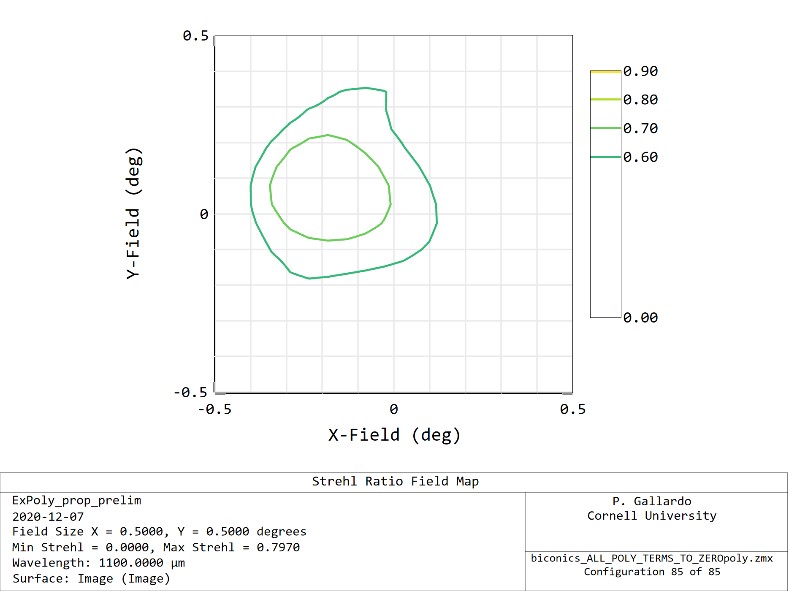 0.5
0
-0.5
Y-Field (deg)
-0.5
0
0.5
X-Field (deg)
0.90
0.80
0.70
0.60
0.00
Strehl Ratio Field Map
ExPoly_prop_prelim
2020-12-07
Field Size X = 0.5000, Y = 0.5000 degrees
Min Strehl = 0.0000, Max Strehl = 0.7970
Wavelength: 1100.0000 µm
Surface: Image (Image)
P. Gallardo
Cornell University
biconics_ALL_POLY_TERMS_TO_ZEROpoly.zmx
Configuration 85 of 85